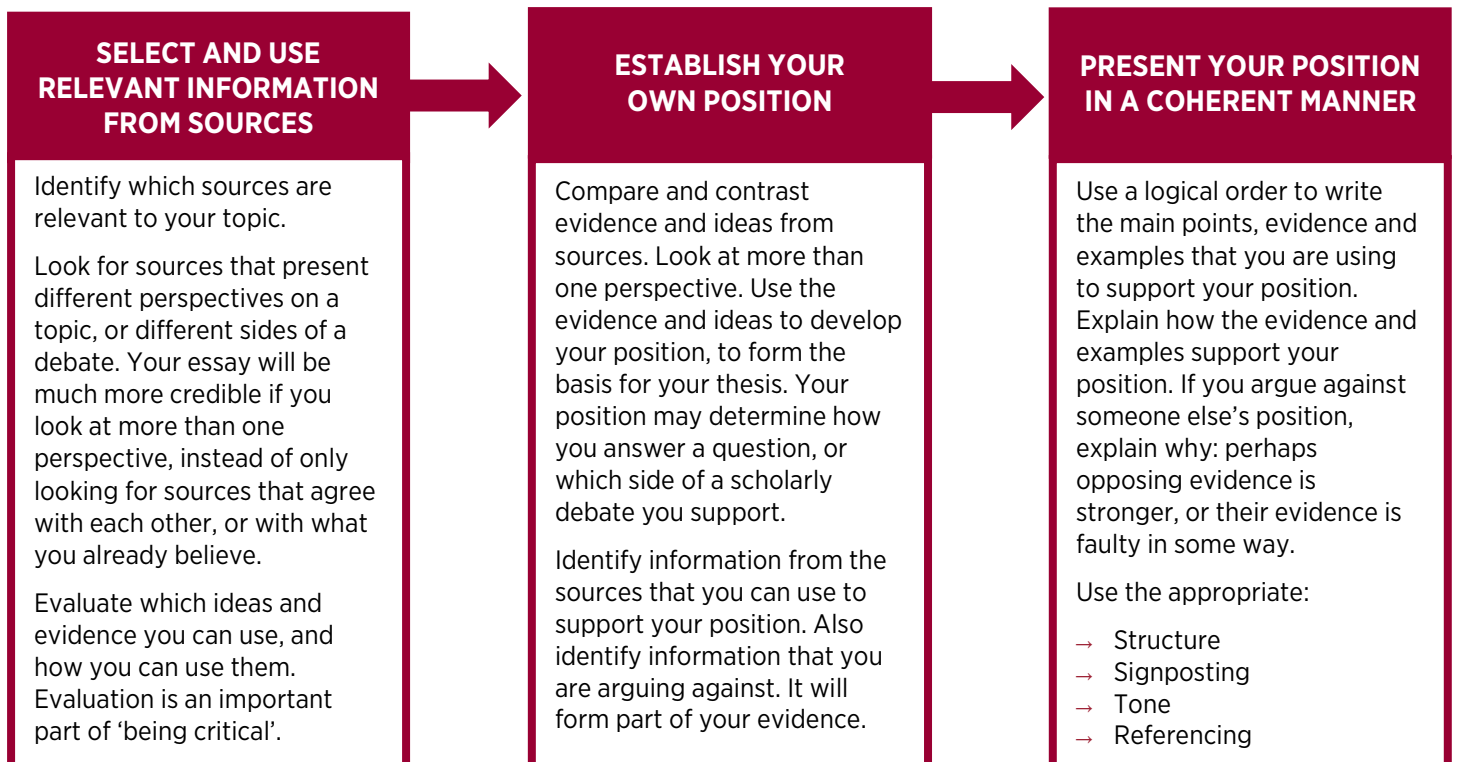 SELECT AND USE
RELEVANT INFORMATION
FROM SOURCES
Identify which sources are
relevant to your topic.
Look for sources that present
different perspectives on a
topic, or different sides of a
debate. Your essay will be
much more credible if you
look at more than one
perspective, instead of only
looking for sources that agree
with each other, or with what
you already believe.
Evaluate which ideas and
evidence you can use, and
how you can use them.
Evaluation is an important
part of ‘being critical’.
ESTABLISH YOUR
OWN POSITION
Compare and contrast
evidence and ideas from
sources. Look at more than
one perspective. Use the
evidence and ideas to develop
your position, to form the
basis for your thesis. Your
position may determine how
you answer a question, or
which side of a scholarly
debate you support.
Identify information from the
sources that you can use to
support your position. Also
identify information that you
are arguing against. It will
form part of your evidence.
PRESENT YOUR POSITION
IN A COHERENT MANNER
Use a logical order to write
the main points, evidence and
examples that you are using
to support your position.
Explain how the evidence and
examples support your
position. If you argue against
someone else’s position,
explain why: perhaps
opposing evidence is
stronger, or their evidence is
faulty in some way.
Use the appropriate:
→ Structure
→ Signposting
→ Tone
→ Referencing